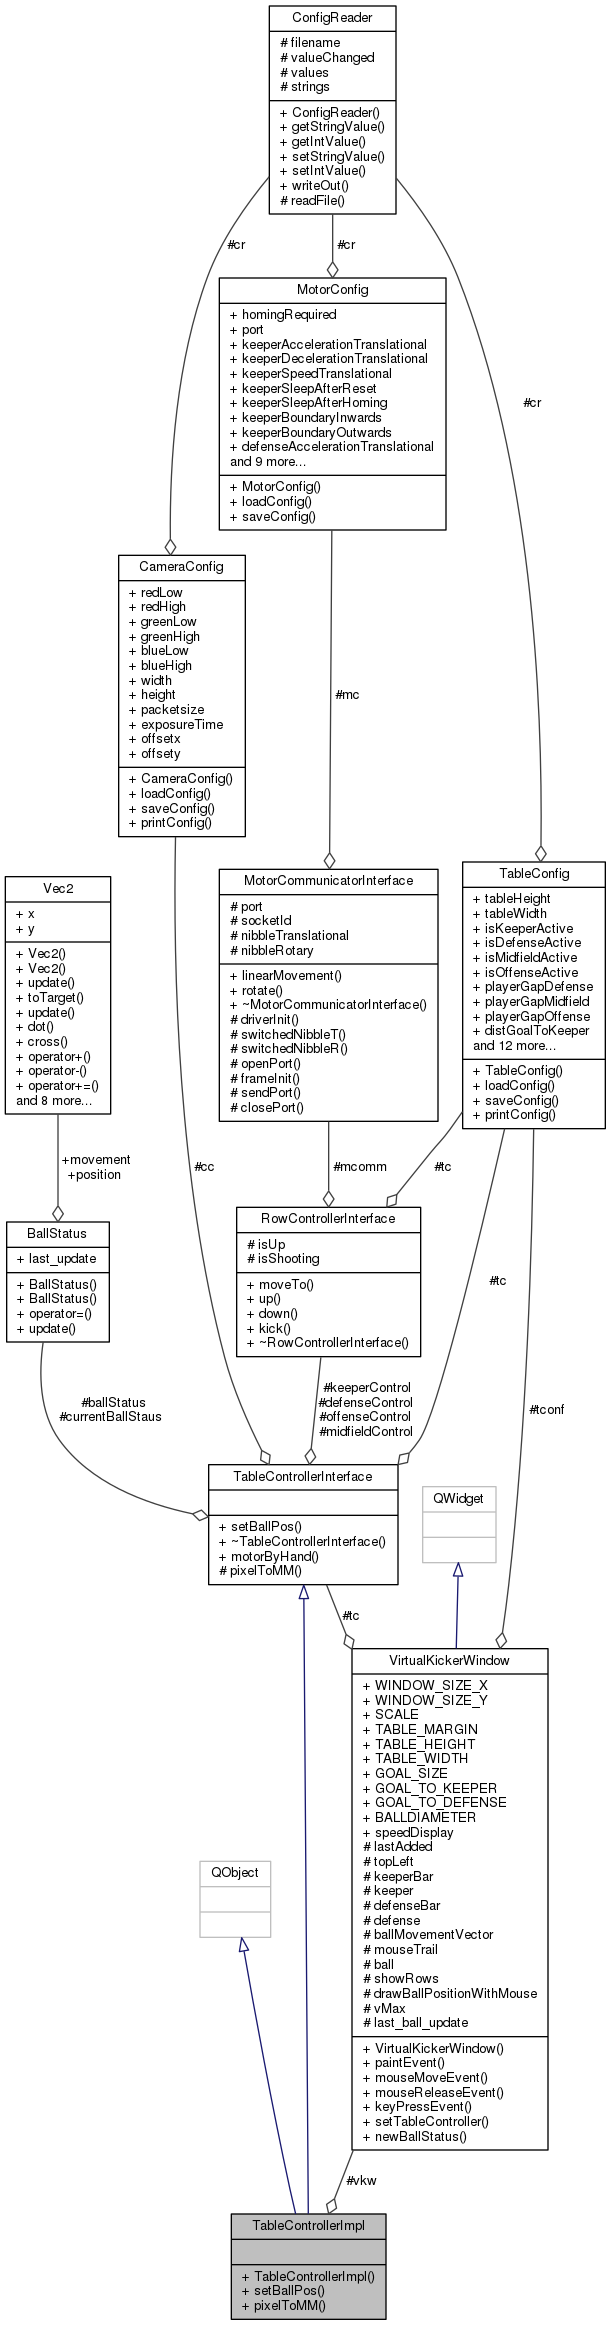 ConfigReader
# filename
# valueChanged
# values
# strings
+ ConfigReader()
+ getStringValue()
+ getIntValue()
+ setStringValue()
+ setIntValue()
+ writeOut()
# readFile()
#cr
#cr
#cr
MotorConfig
+ homingRequired
+ port
+ keeperAccelerationTranslational
+ keeperDecelerationTranslational
+ keeperSpeedTranslational
+ keeperSleepAfterReset
+ keeperSleepAfterHoming
+ keeperBoundaryInwards
+ keeperBoundaryOutwards
+ defenseAccelerationTranslational
and 9 more...
+ MotorConfig()
+ loadConfig()
+ saveConfig()
CameraConfig
+ redLow
+ redHigh
+ greenLow
+ greenHigh
+ blueLow
+ blueHigh
+ width
+ height
+ packetsize
+ exposureTime
+ offsetx
+ offsety
+ CameraConfig()
+ loadConfig()
+ saveConfig()
+ printConfig()
#mc
Vec2
+ x
+ y
+ Vec2()
+ Vec2()
+ update()
+ toTarget()
+ update()
+ dot()
+ cross()
+ operator+()
+ operator-()
+ operator+=()
and 8 more...
MotorCommunicatorInterface
# port
# socketId
# nibbleTranslational
# nibbleRotary
+ linearMovement()
+ rotate()
+ ~MotorCommunicatorInterface()
# driverInit()
# switchedNibbleT()
# switchedNibbleR()
# openPort()
# frameInit()
# sendPort()
# closePort()
TableConfig
+ tableHeight
+ tableWidth
+ isKeeperActive
+ isDefenseActive
+ isMidfieldActive
+ isOffenseActive
+ playerGapDefense
+ playerGapMidfield
+ playerGapOffense
+ distGoalToKeeper
and 12 more...
+ TableConfig()
+ loadConfig()
+ saveConfig()
+ printConfig()
+movement
+position
#cc
#mcomm
#tc
#tc
#tconf
BallStatus
+ last_update
+ BallStatus()
+ BallStatus()
+ operator=()
+ update()
RowControllerInterface
# isUp
# isShooting
+ moveTo()
+ up()
+ down()
+ kick()
+ ~RowControllerInterface()
#ballStatus
#currentBallStaus
#keeperControl
#defenseControl
#offenseControl
#midfieldControl
TableControllerInterface
+ setBallPos()
+ ~TableControllerInterface()
+ motorByHand()
# pixelToMM()
QWidget
#tc
VirtualKickerWindow
+ WINDOW_SIZE_X
+ WINDOW_SIZE_Y
+ SCALE
+ TABLE_MARGIN
+ TABLE_HEIGHT
+ TABLE_WIDTH
+ GOAL_SIZE
+ GOAL_TO_KEEPER
+ GOAL_TO_DEFENSE
+ BALLDIAMETER
+ speedDisplay
# lastAdded
# topLeft
# keeperBar
# keeper
# defenseBar
# defense
# ballMovementVector
# mouseTrail
# ball
# showRows
# drawBallPositionWithMouse
# vMax
# last_ball_update
+ VirtualKickerWindow()
+ paintEvent()
+ mouseMoveEvent()
+ mouseReleaseEvent()
+ keyPressEvent()
+ setTableController()
+ newBallStatus()
QObject
#vkw
TableControllerImpl
+ TableControllerImpl()
+ setBallPos()
+ pixelToMM()